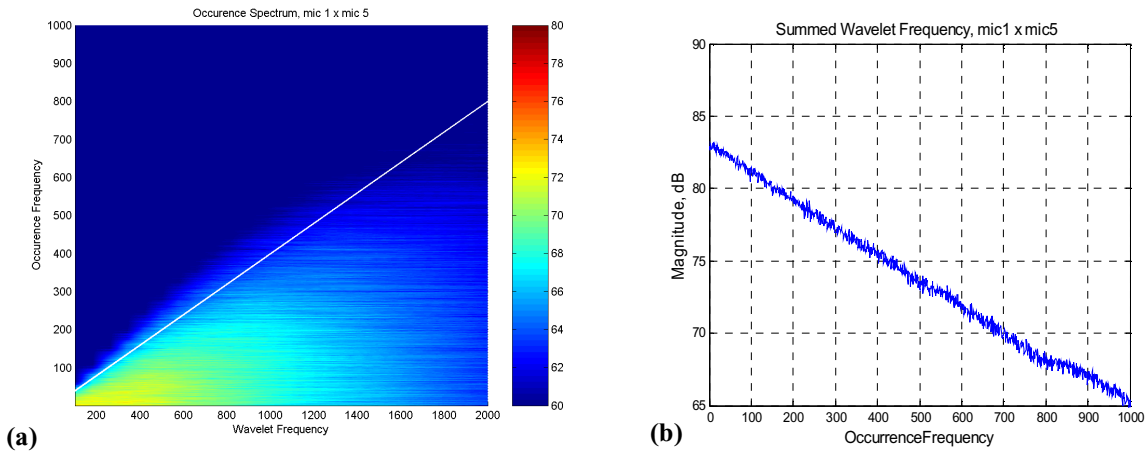 Occurence Spectrum, mic 1 x mic 5
1000
900
800
700
600
500
400
300
200
100
Occurence Frequency
200 400 600 800 1000 1200 1400 1600 1800 2000
Wavelet Frequency
80
78
76
74
72
70
68
66
64
62
60
(a)
Summed Wavelet Frequency, mic1 x mic5
90
85
80
75
70
65
Magnitude, dB
0 100 200 300 400 500 600 700 800 900 1000
OccurrenceFrequency
(b)